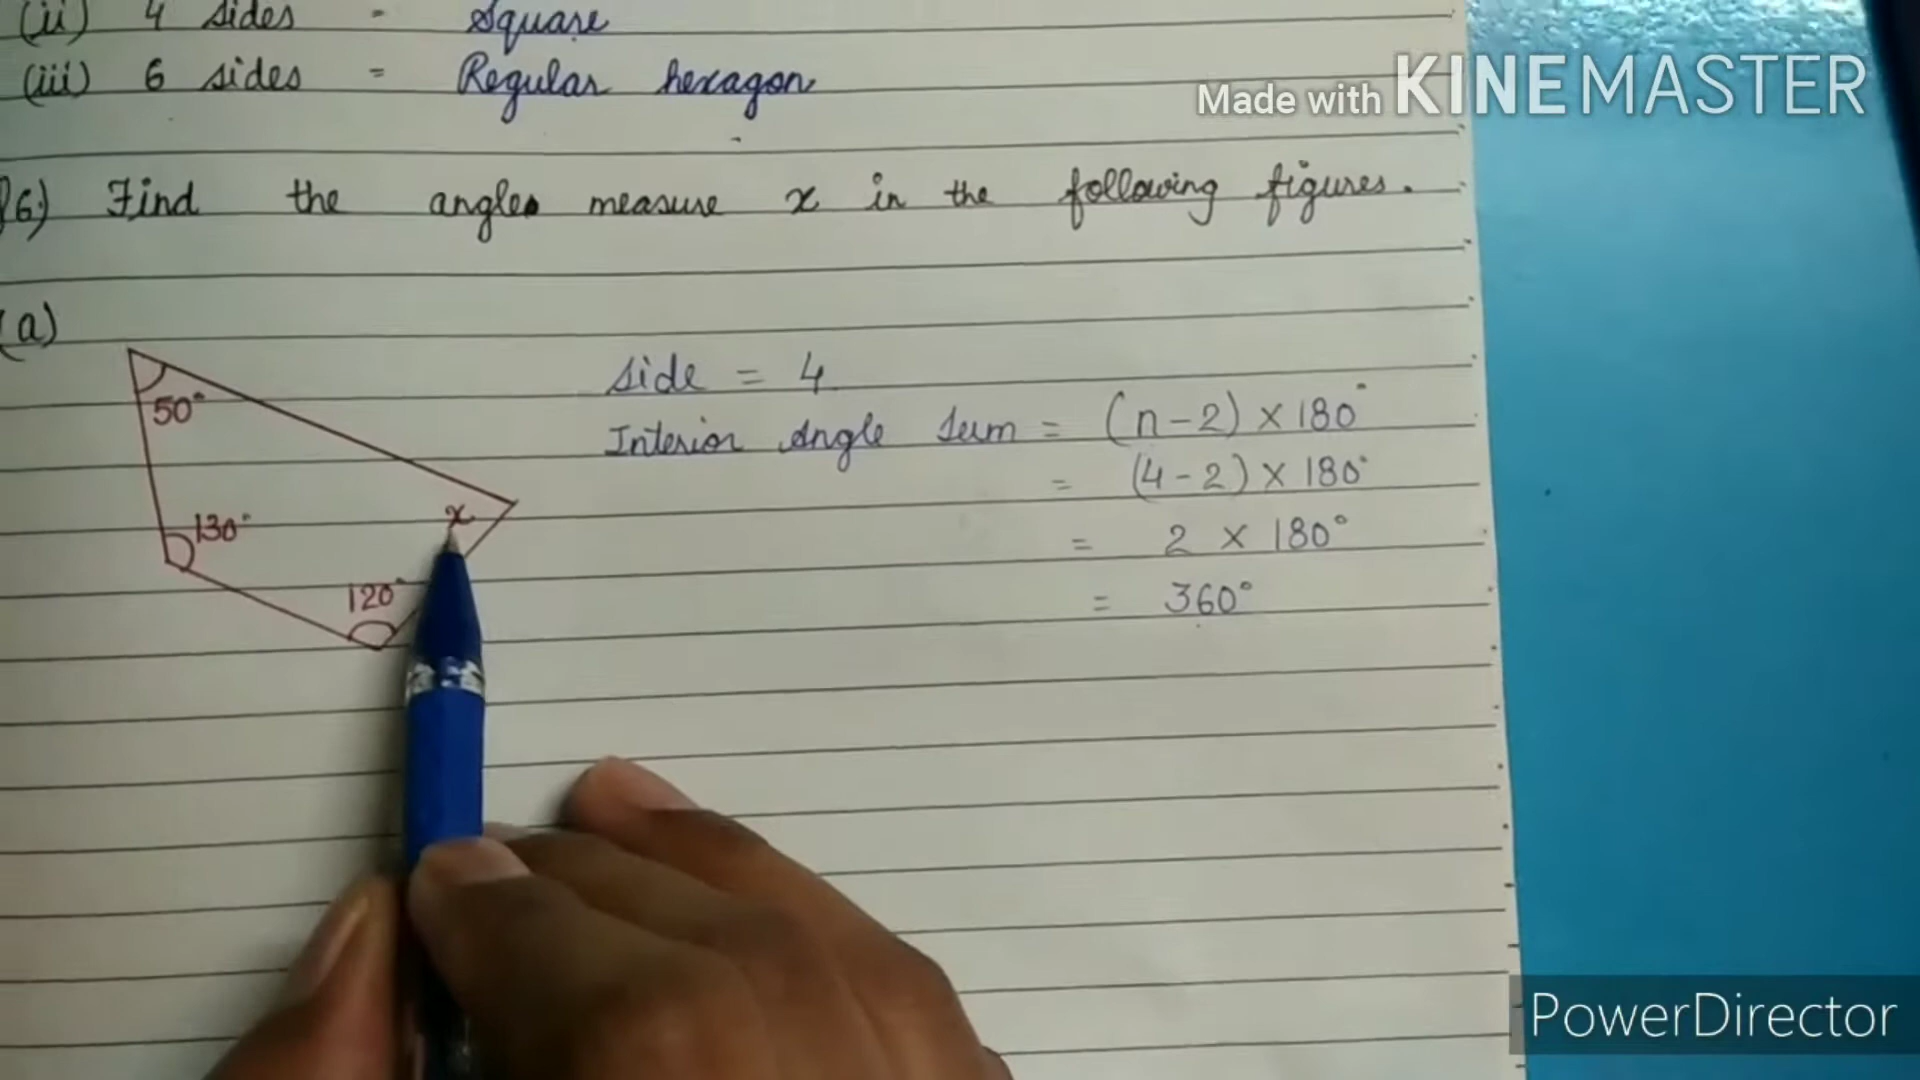 (ii) 4 sides - Square
(iii) 6 sides = Regular hexagon
Made with KINEMASTER
6.) Find the angles measure x in the following figures.
(a)
50°
130°
x
120°
side = 4
Interior Angle Sum = (n-2) × 180°
= (4-2) × 180°
= 2 × 180°
= 360°
PowerDirector